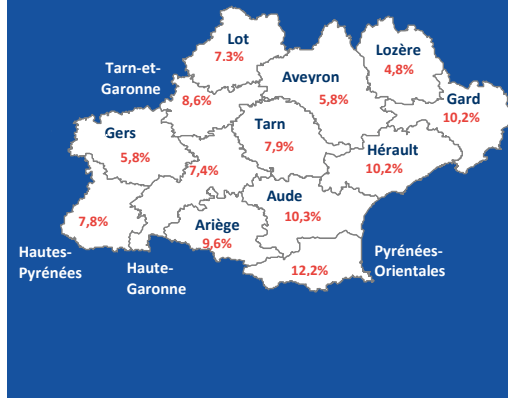 Lot
7.3%
Lozère
4,8%
Tarn-et-
Garonne
8,6%
Aveyron
5,8%
Gard
10,2%
Gers
5,8%
Tarn
7,9%
Hérault
10,2%
7,4%
Aude
10,3%
7,8%
Ariège
9,6%
Hautes-
Pyrénées
Haute-
Garonne
12,2%
Pyrénées-
Orientales